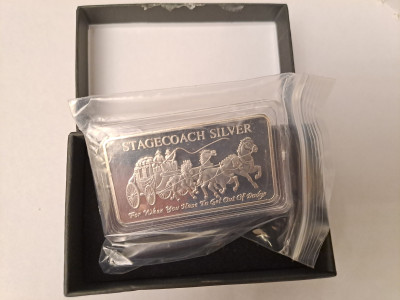 STAGECOACH SILVER
For When You Have To Get Out Of Dodge